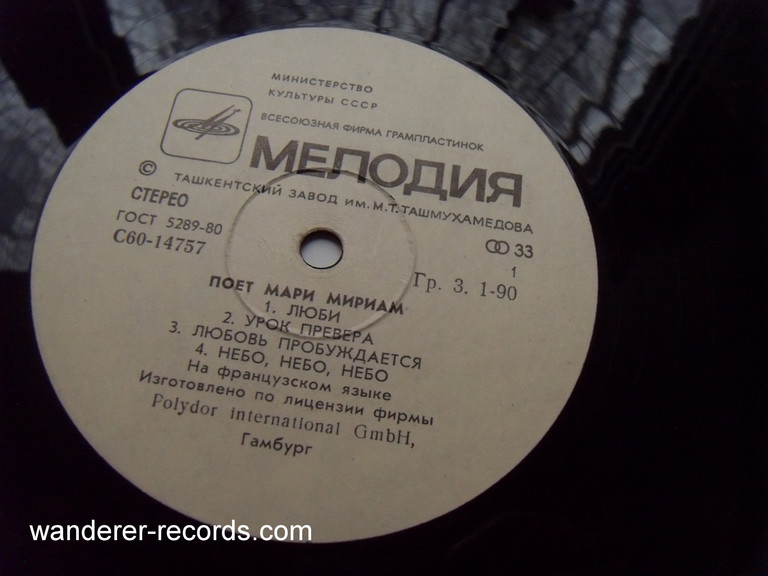 МИНИСТЕРСТВО
КУЛЬТУРЫ СССР
ВСЕСОЮЗНАЯ ФИРМА ГРАМПЛАСТИНОК
МЕЛОДИЯ
© ТАШКЕНТСКИЙ ЗАВОД ИМ. М.Т. ТАШМУХАМЕДОВА
СТЕРЕО
33
ГОСТ 5289-80
1
С60-14757
Гр. 3. 1-90
ПОЕТ МАРИ МИРИАМ
1. ЛЮБИ
2. УРОК ПРЕВЕРА
3. ЛЮБОВЬ ПРОБУЖДАЕТСЯ
4. НЕБО, НЕБО, НЕБО
На французском языке
Изготовлено по лицензии фирмы
Polydor international GmbH,
Гамбург
wanderer-records.com